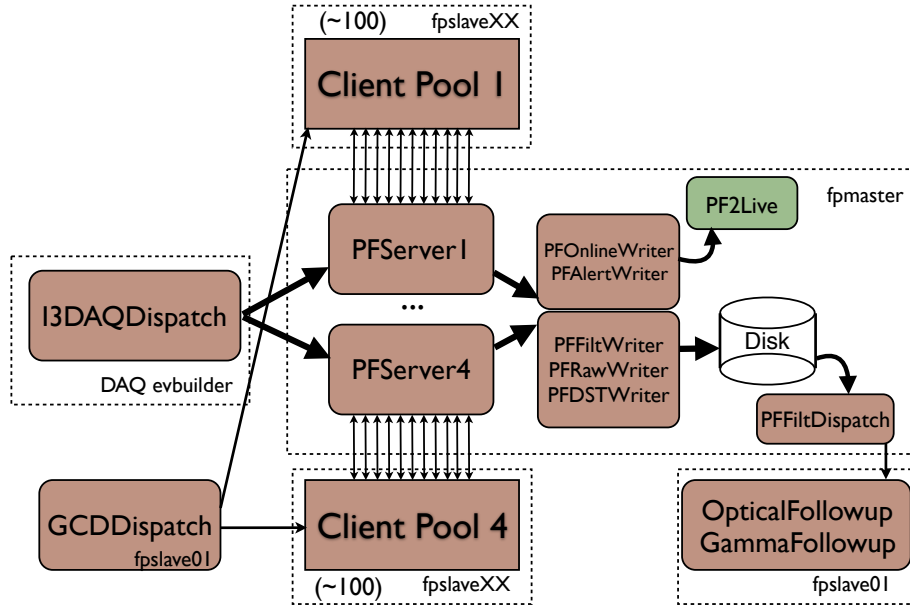 (~100)
fpslaveXX
Client Pool 1
fpmaster
PF2Live
PFServer1
PFOnlineWriter
PFAlertWriter
I3DAQDispatch
...
DAQ evbuilder
PFServer4
PFFiltWriter
PFRawWriter
PFDSTWriter
Disk
PFFiltDispatch
GCDDispatch
fpslave01
Client Pool 4
(~100)
fpslaveXX
OpticalFollowup
GammaFollowup
fpslave01